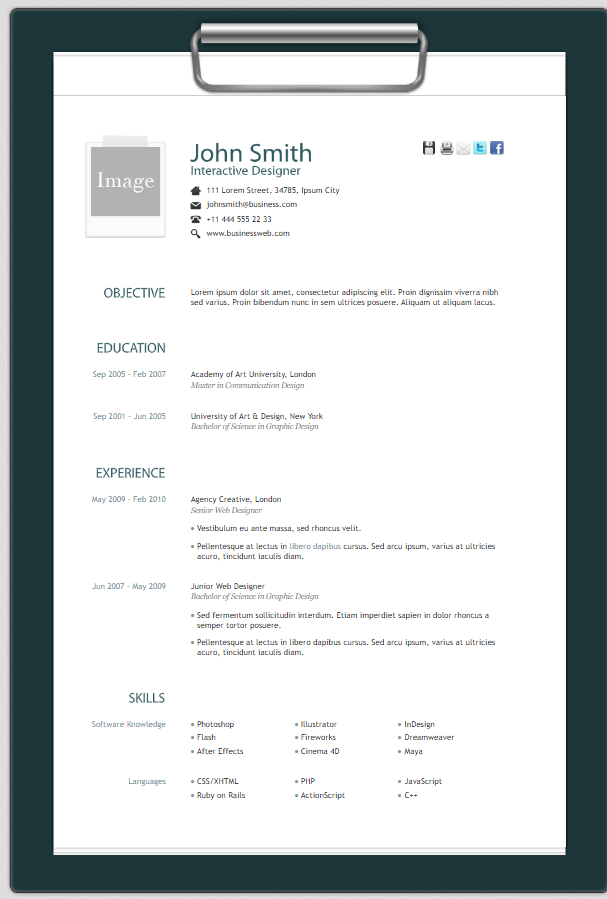 Image
John Smith
Interactive Designer
111 Lorem Street, 34785, Ipsum City
johnsmith@business.com
+11 444 555 22 33
www.businessweb.com
OBJECTIVE
Lorem ipsum dolor sit amet, consectetur adipiscing elit. Proin dignissim viverra nibh
sed varius. Proin bibendum nunc in sem ultrices posuere. Aliquam ut aliquam lacus.
EDUCATION
Sep 2005 - Feb 2007
Academy of Art University, London
Master in Communication Design
Sep 2001 - Jun 2005
University of Art & Design, New York
Bachelor of Science in Graphic Design
EXPERIENCE
May 2009 - Feb 2010
Agency Creative, London
Senior Web Designer
• Vestibulum eu ante massa, sed rhoncus velit.
• Pellentesque at lectus in libero dapibus cursus. Sed arcu ipsum, varius at ultricies
acuro, tincidunt iaculis diam.
Jun 2007 - May 2009
Junior Web Designer
Bachelor of Science in Graphic Design
• Sed fermentum sollicitudin interdum. Etiam imperdiet sapien in dolor rhoncus a
semper tortor posuere.
• Pellentesque at lectus in libero dapibus cursus. Sed arcu ipsum, varius at ultricies
acuro, tincidunt iaculis diam.
SKILLS
Software Knowledge
• Photoshop • Illustrator • InDesign
• Flash • Fireworks • Dreamweaver
• After Effects • Cinema 4D • Maya
Languages
• CSS/XHTML • PHP • JavaScript
• Ruby on Rails • ActionScript • C++